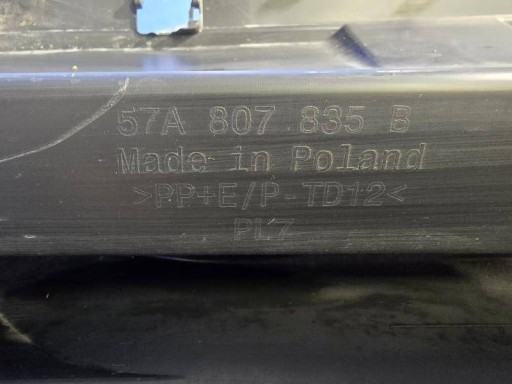 57A 807 835 B
Made in Poland
>PP+E/P-TD12<
PL7